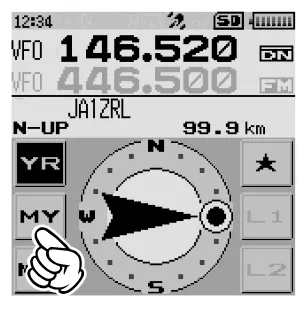 12:34 SD
VFO 146.520 DN
VFO 446.500 FM
JA1ZRL
N-UP 99.9 km
YR N ★
MY W L1
L2
S